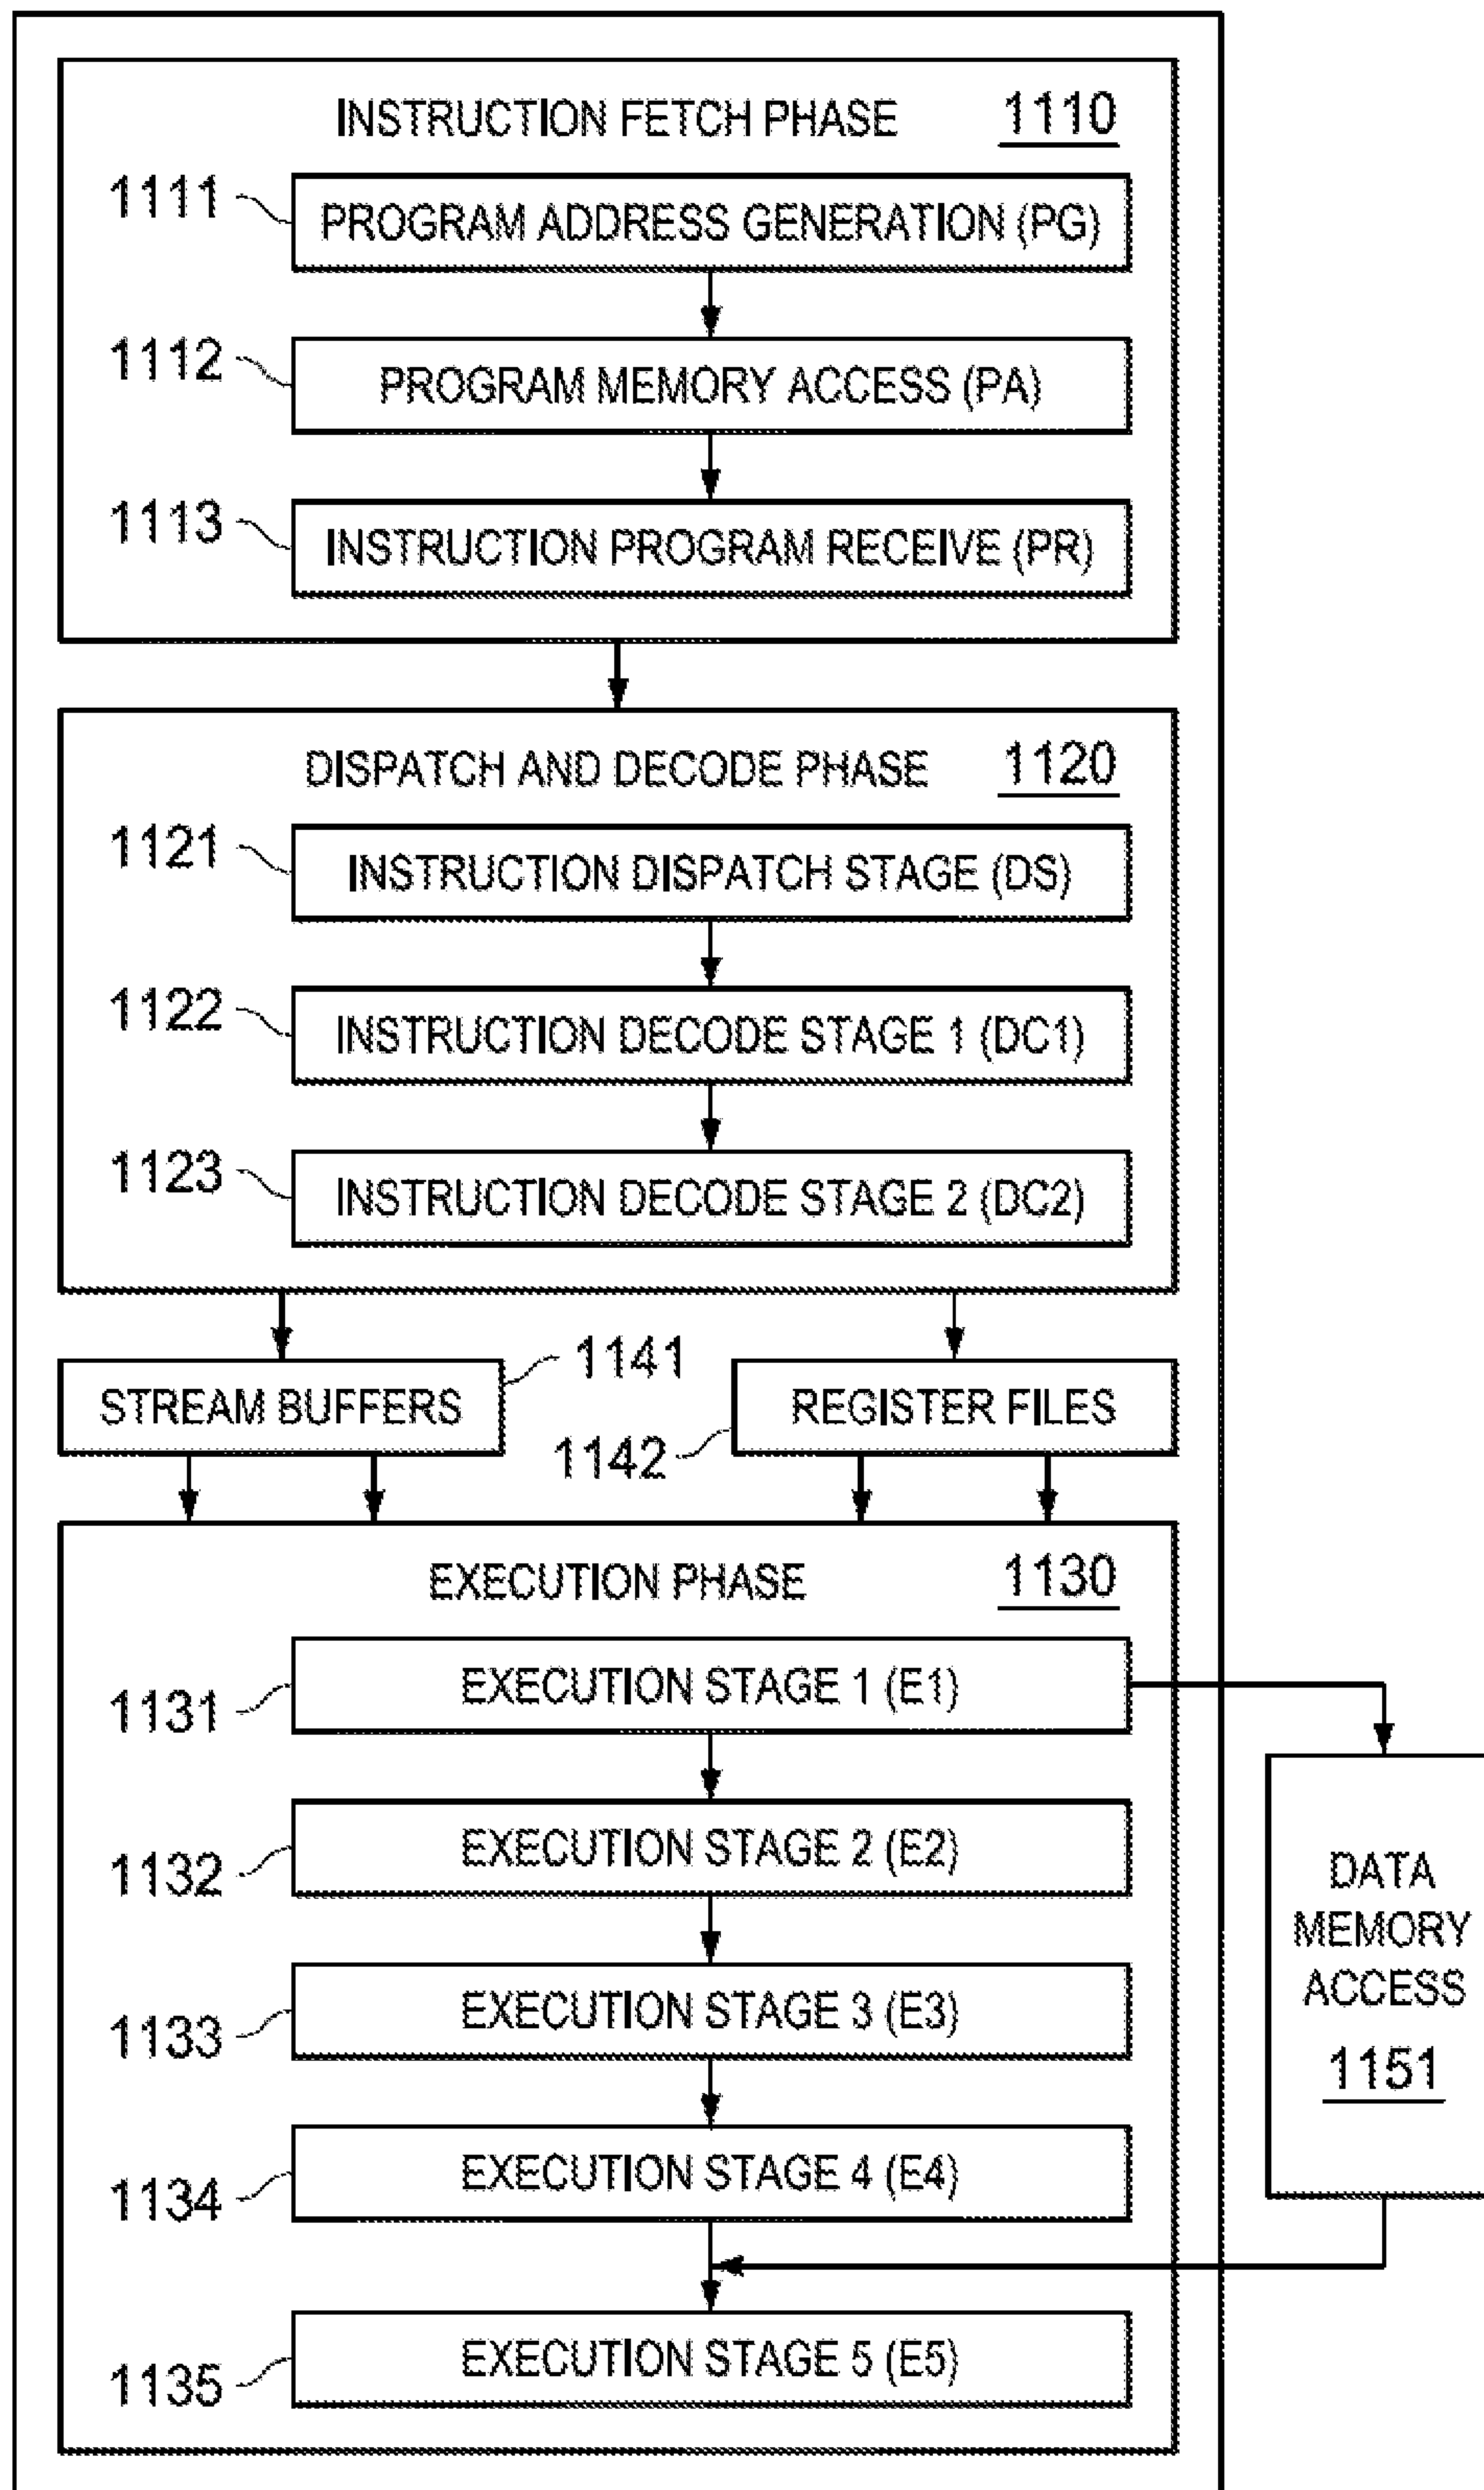 INSTRUCTION FETCH PHASE 1110
1111 PROGRAM ADDRESS GENERATION (PG)
1112 PROGRAM MEMORY ACCESS (PA)
1113 INSTRUCTION PROGRAM RECEIVE (PR)
DISPATCH AND DECODE PHASE 1120
1121 INSTRUCTION DISPATCH STAGE (DS)
1122 INSTRUCTION DECODE STAGE 1 (DC1)
1123 INSTRUCTION DECODE STAGE 2 (DC2)
STREAM BUFFERS 1141
1142 REGISTER FILES
EXECUTION PHASE 1130
1131 EXECUTION STAGE 1 (E1)
1132 EXECUTION STAGE 2 (E2)
1133 EXECUTION STAGE 3 (E3)
1134 EXECUTION STAGE 4 (E4)
1135 EXECUTION STAGE 5 (E5)
DATA
MEMORY
ACCESS
1151